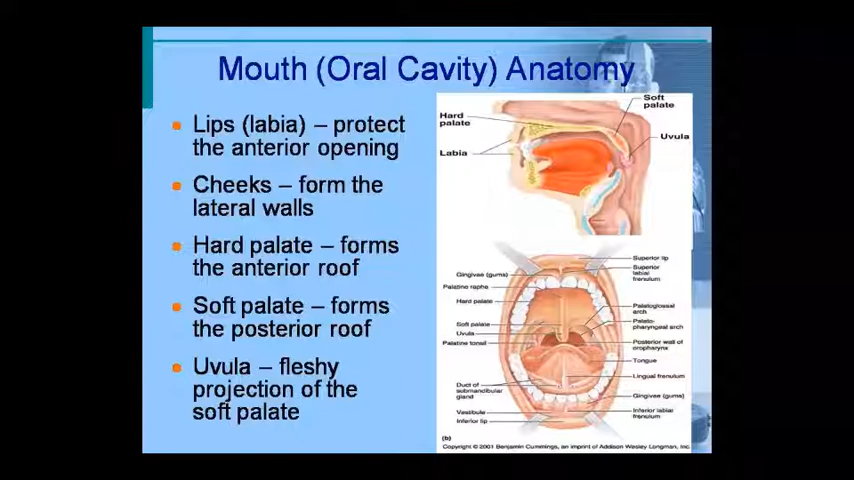 Mouth (Oral Cavity) Anatomy
Lips (labia) – protect
the anterior opening
Cheeks – form the
lateral walls
Hard palate – forms
the anterior roof
Soft palate – forms
the posterior roof
Uvula – fleshy
projection of the
soft palate
Soft
palate
Hard
palate
Uvula
Labia
Superior lip
Superior
labial
frenulum
Gingivae (gums)
Palatine raphe
Hard palate
Palatoglossal
arch
Palato-
pharyngeal arch
Soft palate
Uvula
Palatine tonsil
Posterior wall of
oropharynx
Tongue
Lingual frenulum
Duct of
submandibular
gland
Gingivae (gums)
Vestibule
Inferior lip
Inferior labial
frenulum
(b)
Copyright © 2001 Benjamin Cummings, an imprint of Addison Wesley Longman, Inc.